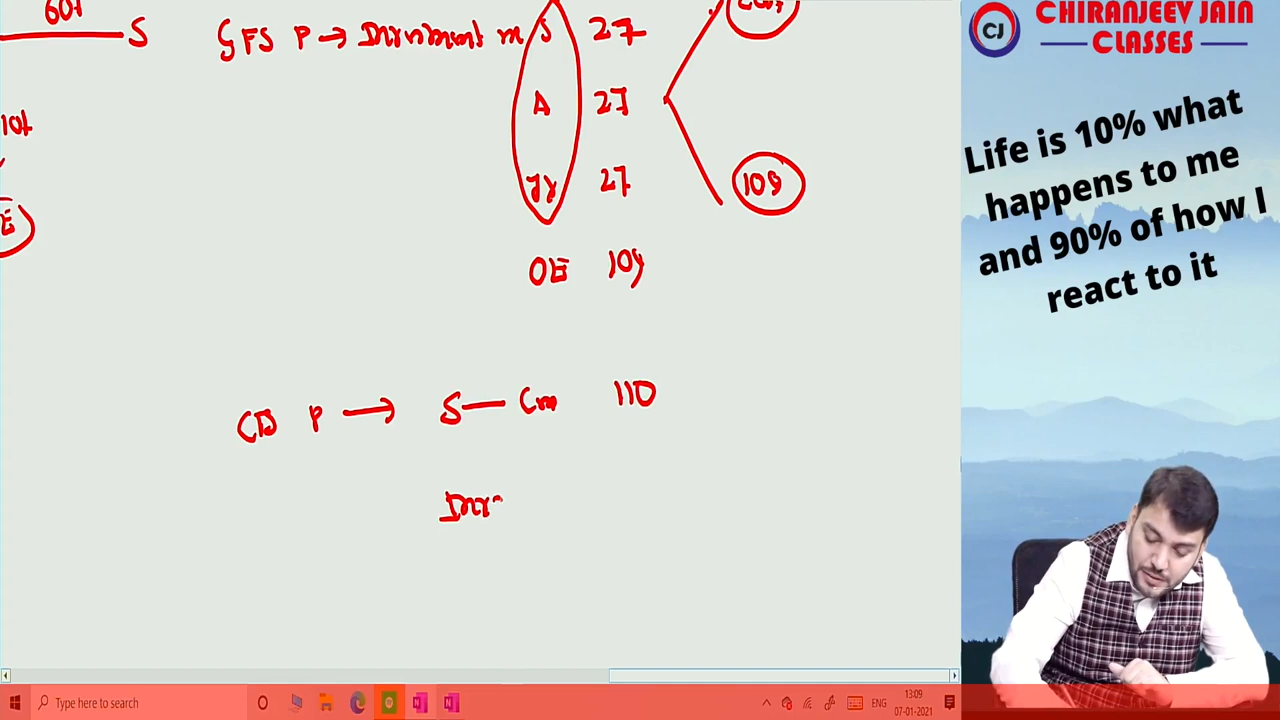 60%
S
SFS P → Investment in S 27
A 27
JV 27
10%
E
109
OE 109
CFS P → S — Cm 110
Inv
CHIRANJEEV JAIN
CLASSES
CJ
Life is 10% what
happens to me
and 90% of how I
react to it
Type here to search
ENG
13:09
07-01-2021